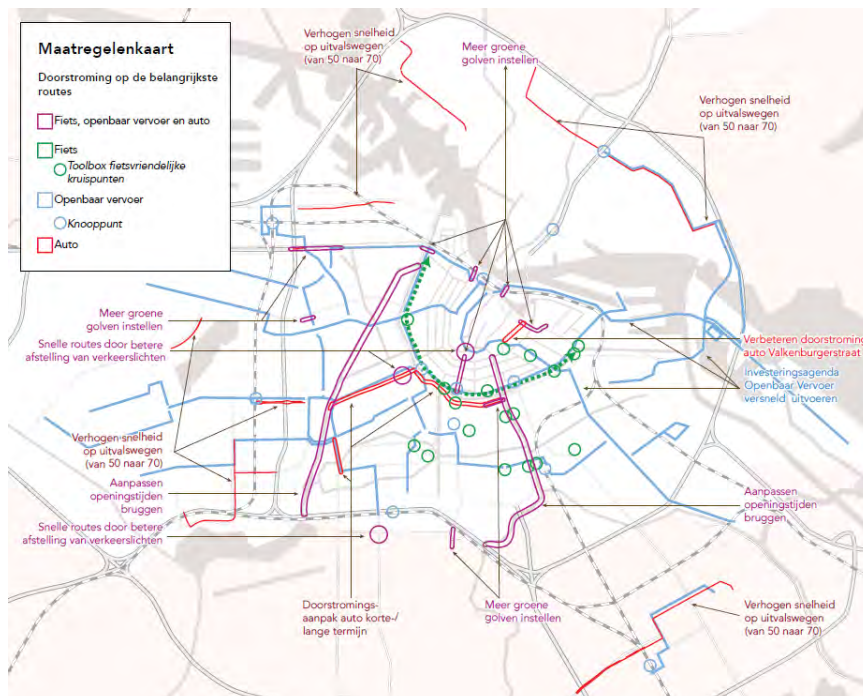 Maatregelenkaart
Doorstroming op de belangrijkste
routes
Fiets, openbaar vervoer en auto
Fiets
Toolbox fietsvriendelijke
kruispunten
Openbaar vervoer
Knooppunt
Auto
Verhogen snelheid
op uitvalswegen
(van 50 naar 70)
Meer groene
golven instellen
Verhogen snelheid
op uitvalswegen
(van 50 naar 70)
Meer groene
golven instellen
Snelle routes door betere
afstelling van verkeerslichten
Verbeteren doorstroming
auto Valkenburgerstraat
Investeringsagenda
Openbaar Vervoer
versneld uitvoeren
Verhogen snelheid
op uitvalswegen
(van 50 naar 70)
Aanpassen
openingstijden
bruggen
Snelle routes door betere
afstelling van verkeerslichten
Aanpassen
openingstijden
bruggen
Doorstromings-
aanpak auto korte-/
lange termijn
Meer groene
golven instellen
Verhogen snelheid
op uitvalswegen
(van 50 naar 70)